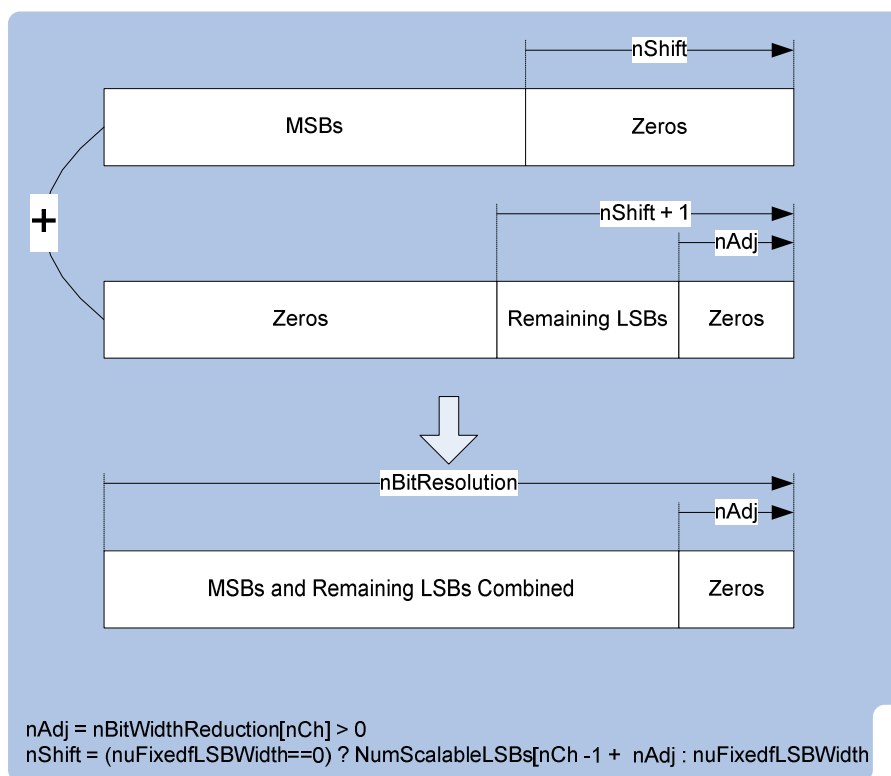 nShift
MSBs
Zeros
+
nShift + 1
nAdj
Zeros
Remaining LSBs
Zeros
nBitResolution
nAdj
MSBs and Remaining LSBs Combined
Zeros
nAdj = nBitWidthReduction[nCh] > 0
nShift = (nuFixedfLSBWidth==0) ? NumScalableLSBs[nCh -1 + nAdj : nuFixedfLSBWidth